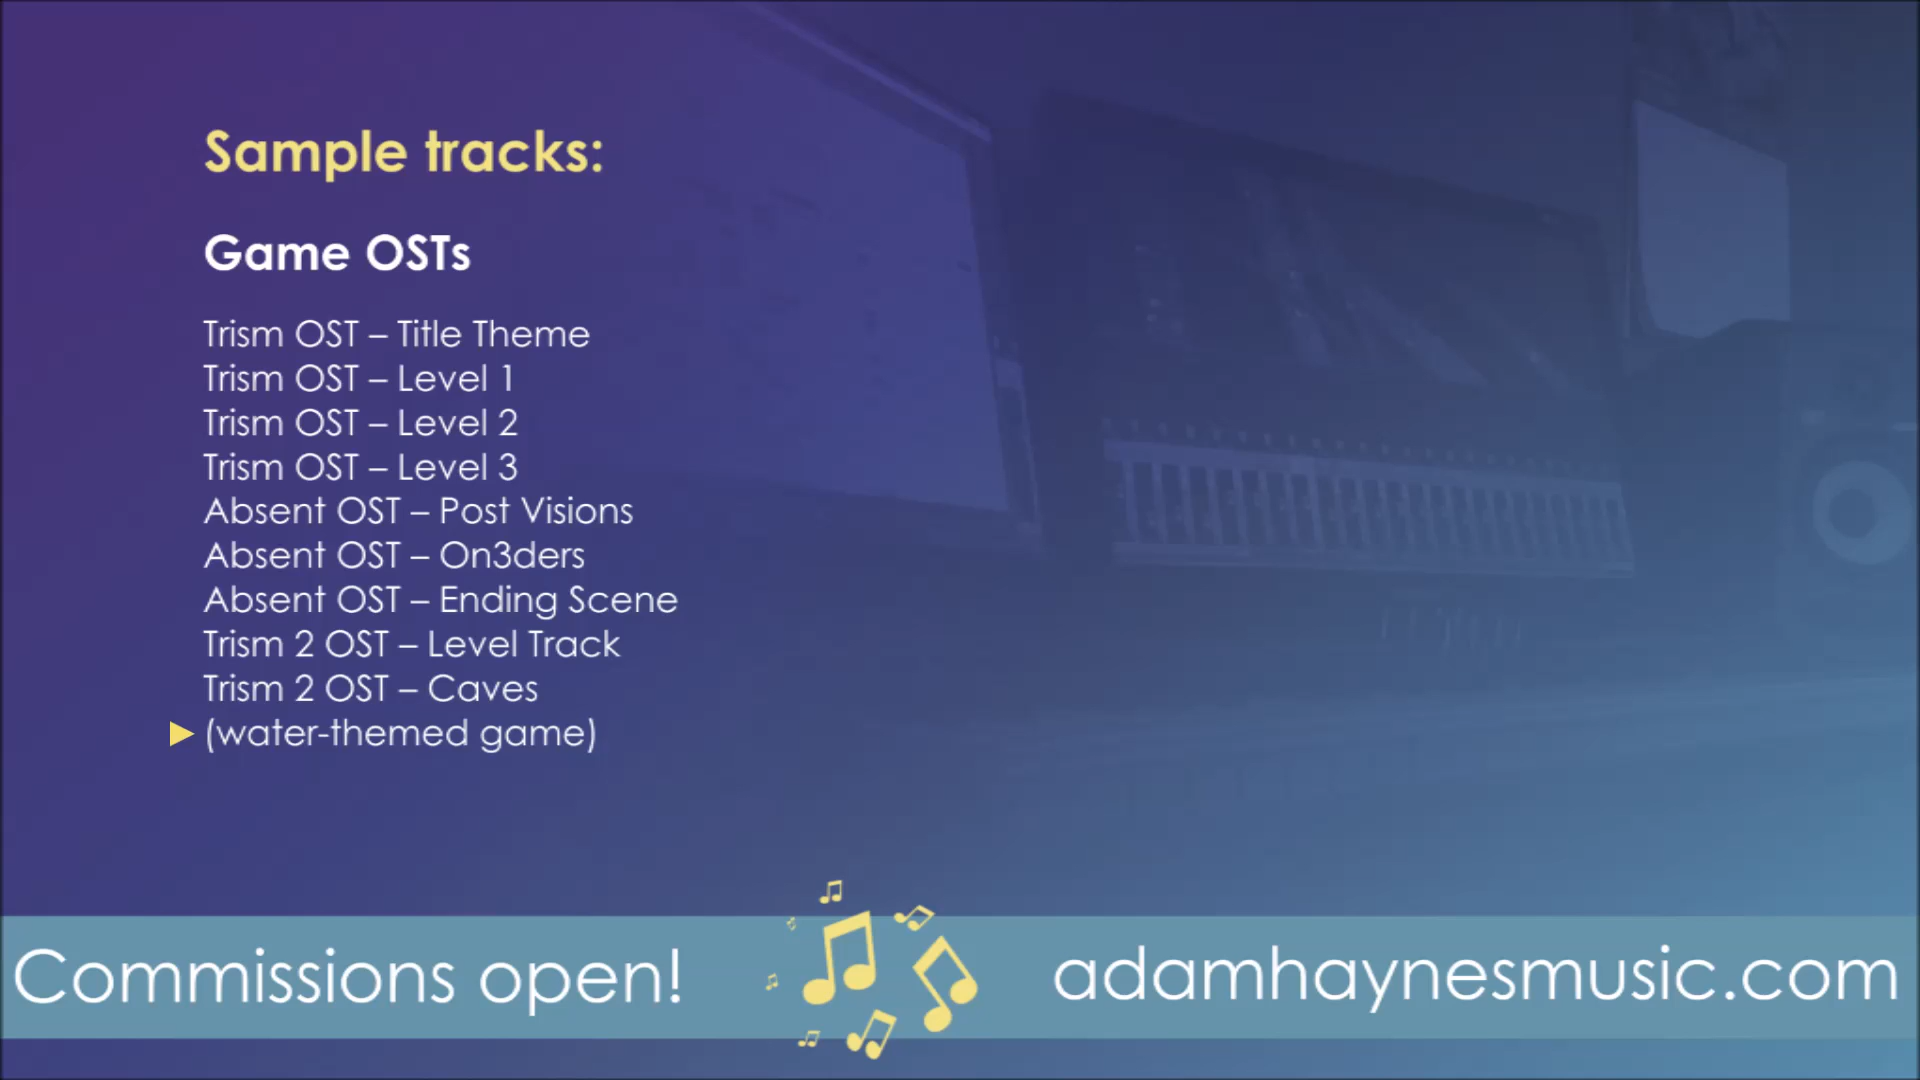 Sample tracks:
Game OSTs
Trism OST – Title Theme
Trism OST – Level 1
Trism OST – Level 2
Trism OST – Level 3
Absent OST – Post Visions
Absent OST – On3ders
Absent OST – Ending Scene
Trism 2 OST – Level Track
Trism 2 OST – Caves
(water-themed game)
Commissions open!
adamhaynesmusic.com